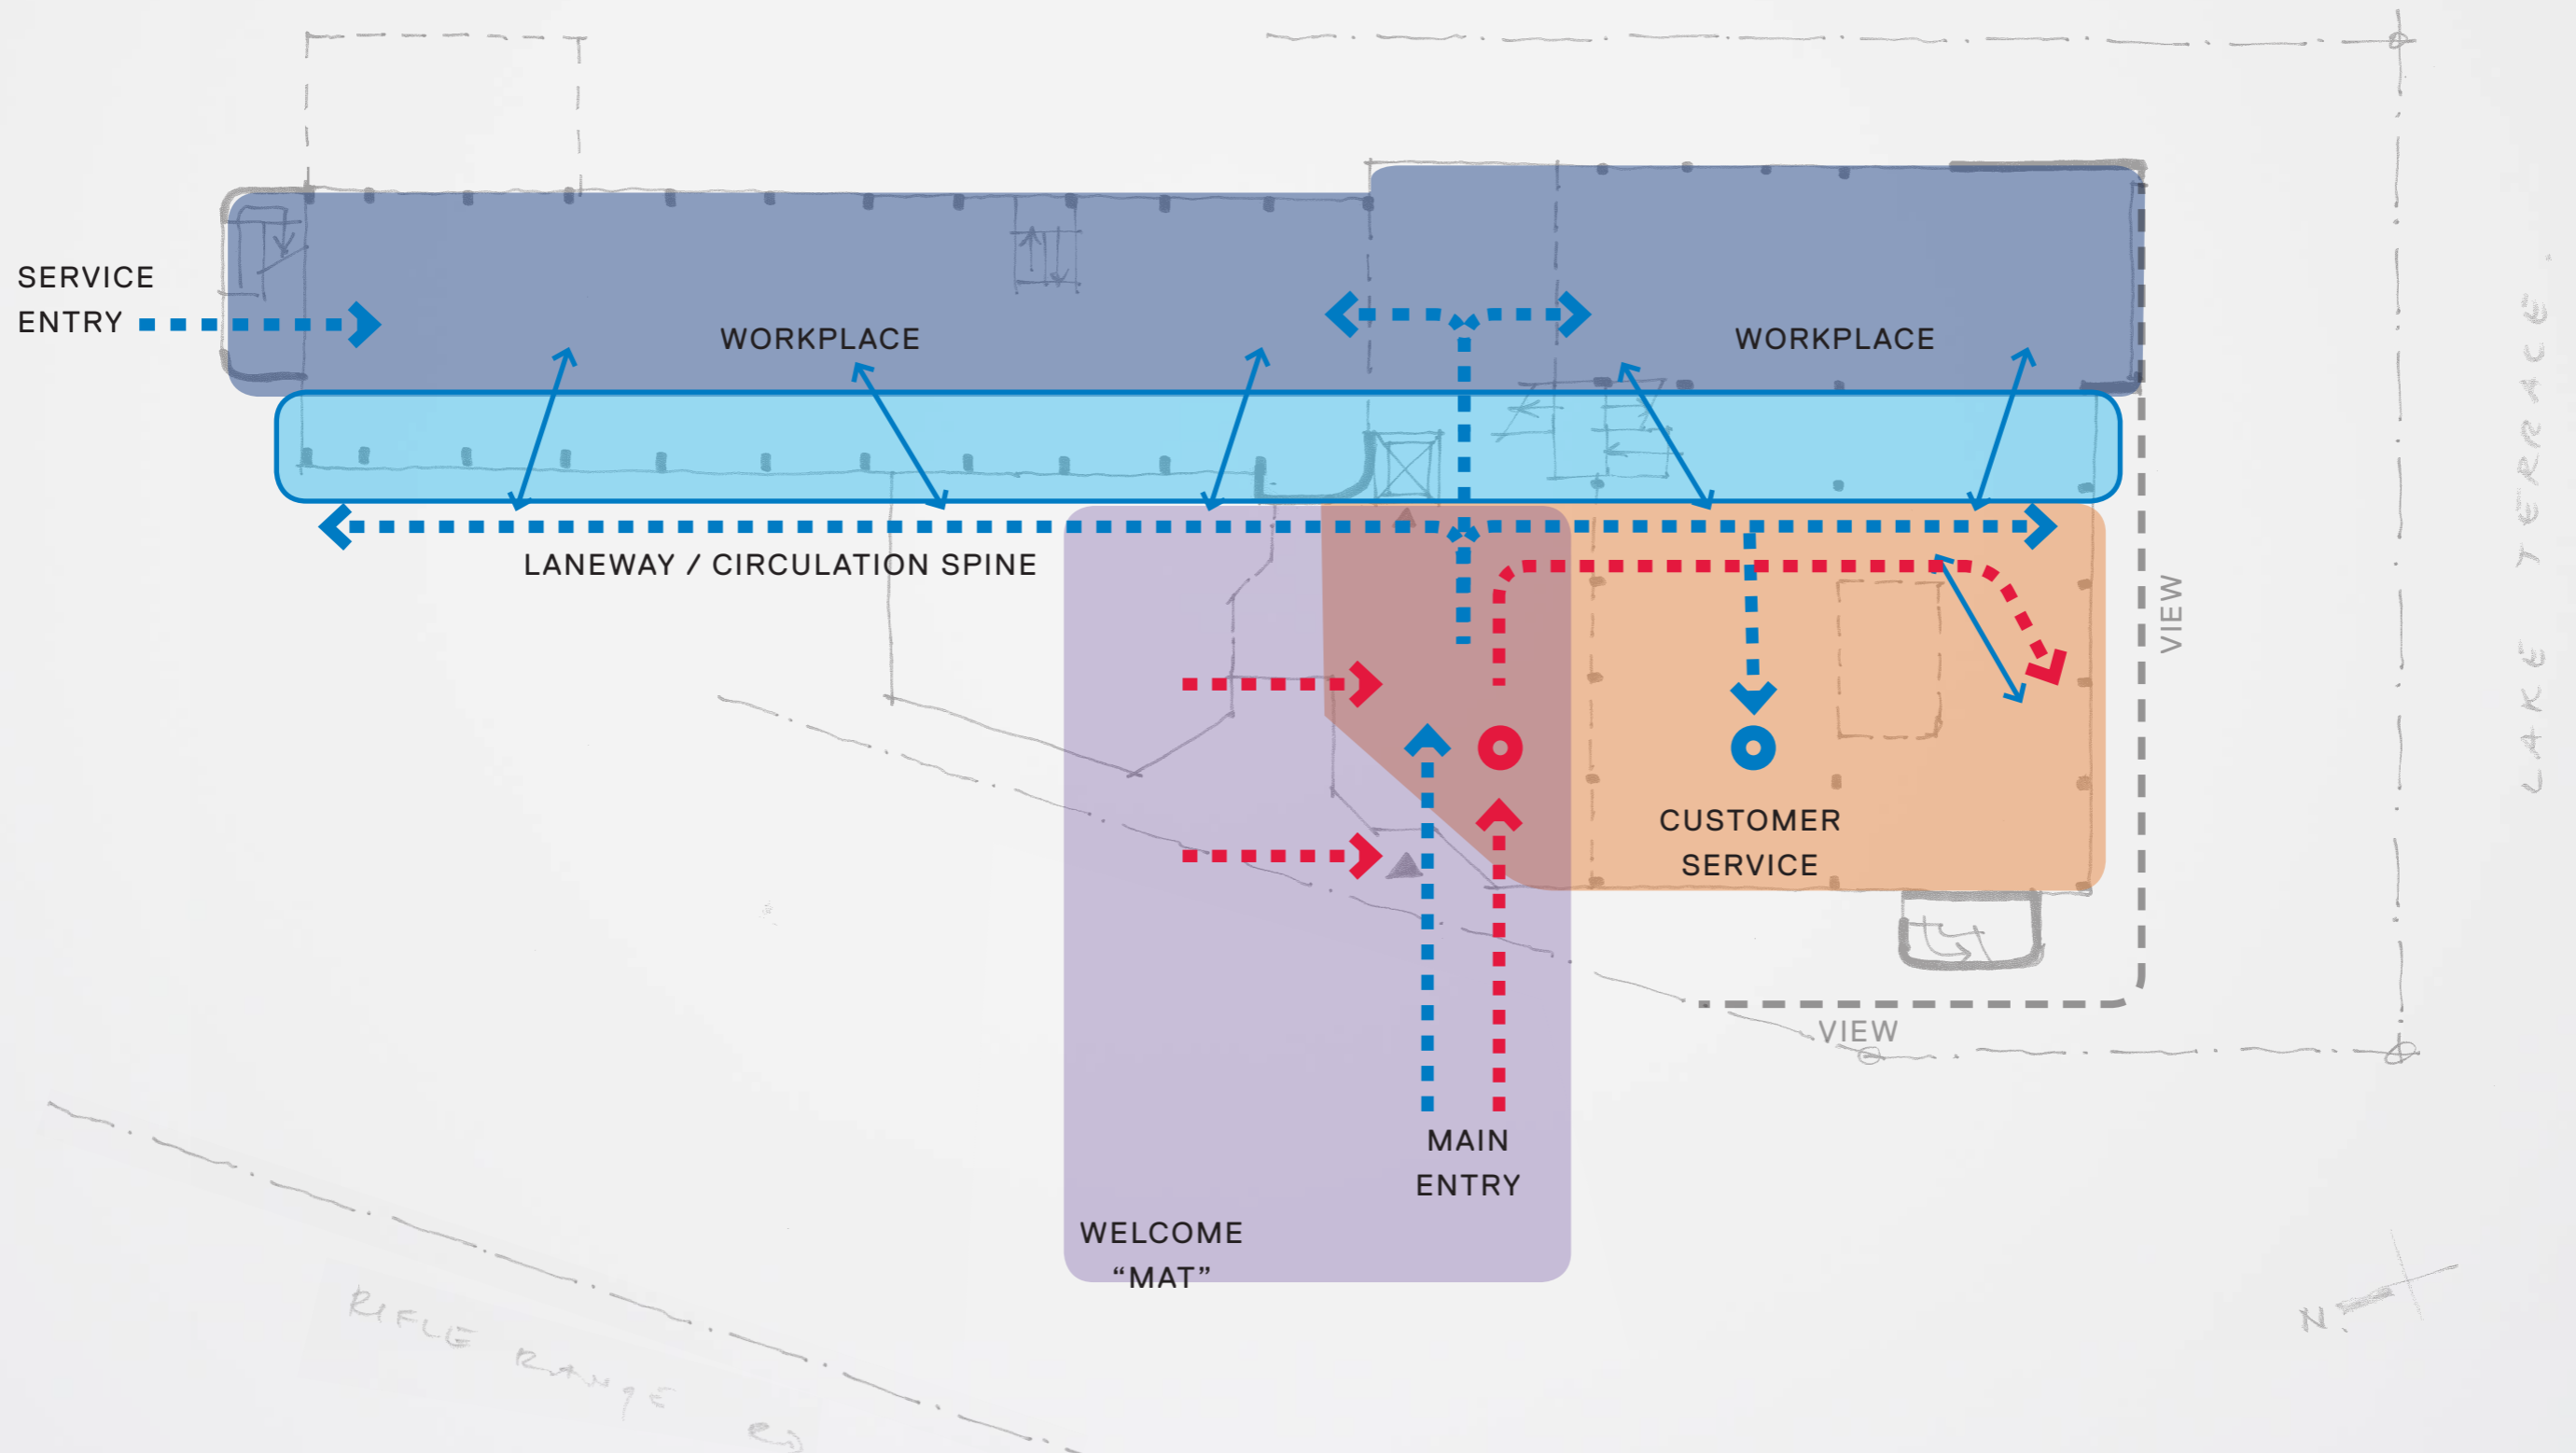 SERVICE
ENTRY
WORKPLACE
WORKPLACE
LANEWAY / CIRCULATION SPINE
VIEW
LAKE TERRACE
CUSTOMER
SERVICE
VIEW
MAIN
ENTRY
WELCOME
“MAT”
RIFLE RANGE RD
N.